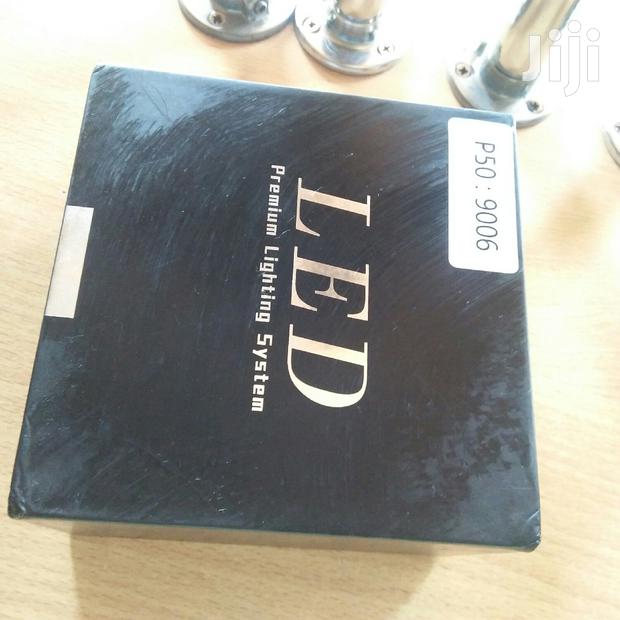 Jiji
P50 : 9006
LED
Premium Lighting System